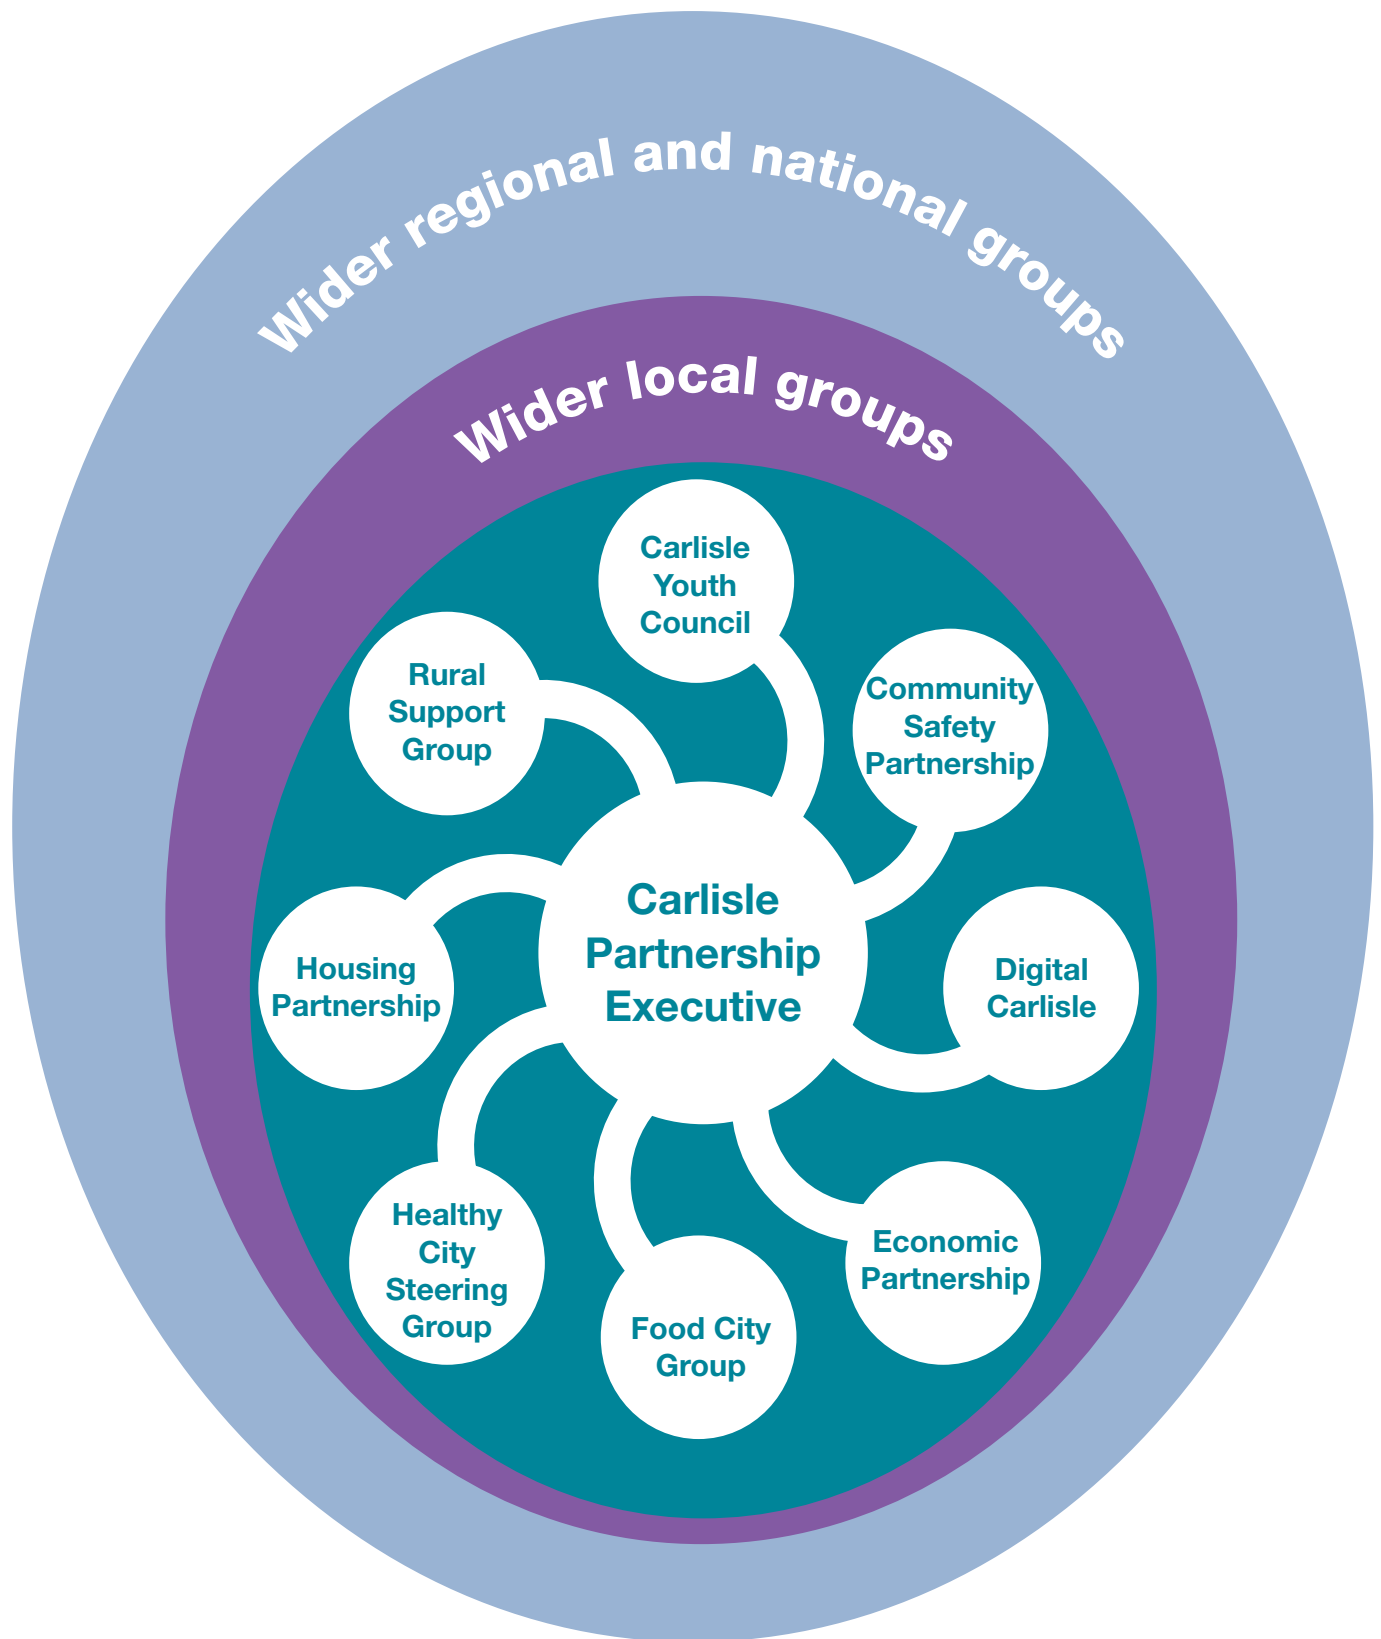 Wider regional and national groups
Wider local groups
Carlisle
Youth
Council
Rural
Support
Group
Community
Safety
Partnership
Carlisle
Partnership
Executive
Housing
Partnership
Digital
Carlisle
Healthy
City
Steering
Group
Economic
Partnership
Food City
Group